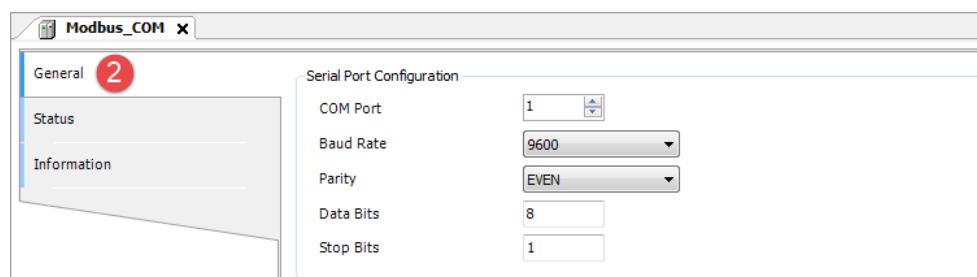 Modbus_COM X
General 2
Status
Information
Serial Port Configuration
COM Port 1
Baud Rate 9600
Parity EVEN
Data Bits 8
Stop Bits 1